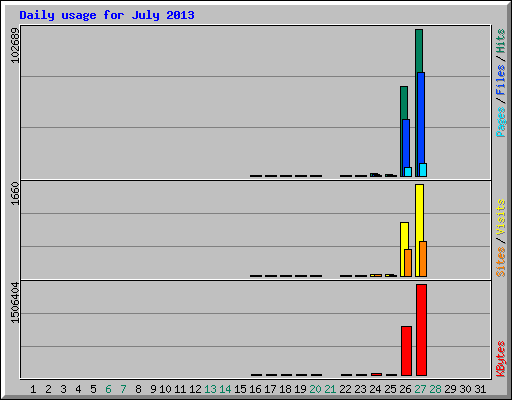 Daily usage for July 2013
102689
Pages / Files / Hits
1660
Sites / Visits
1506404
KBytes
1 2 3 4 5 6 7 8 9 10 11 12 13 14 15 16 17 18 19 20 21 22 23 24 25 26 27 28 29 30 31